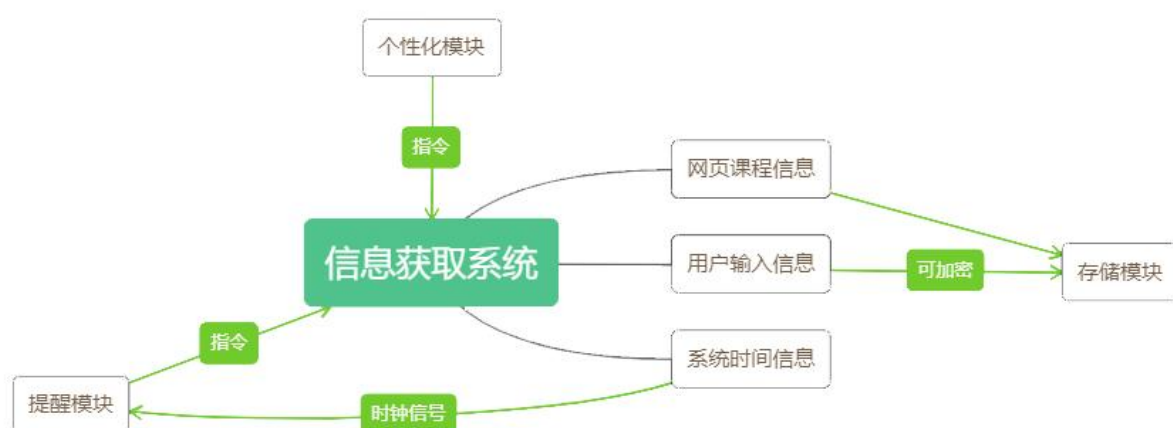 个性化模块
指令
网页课程信息
信息获取系统
用户输入信息
可加密
存储模块
指令
系统时间信息
提醒模块
时钟信号